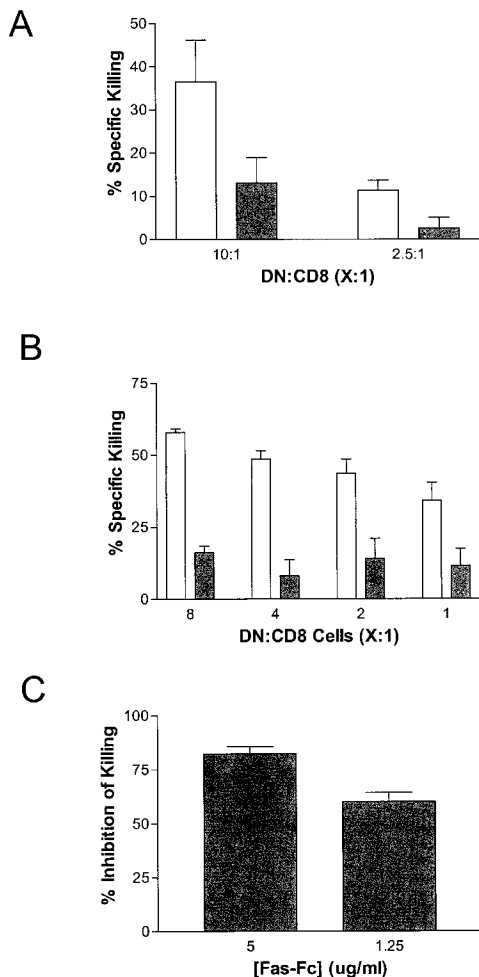 A
% Specific Killing
50
40
30
20
10
0
10:1 2.5:1
DN:CD8 (X:1)
B
% Specific Killing
75
50
25
0
8 4 2 1
DN:CD8 Cells (X:1)
C
% Inhibition of Killing
100
75
50
25
0
5 1.25
[Fas-Fc] (ug/ml)